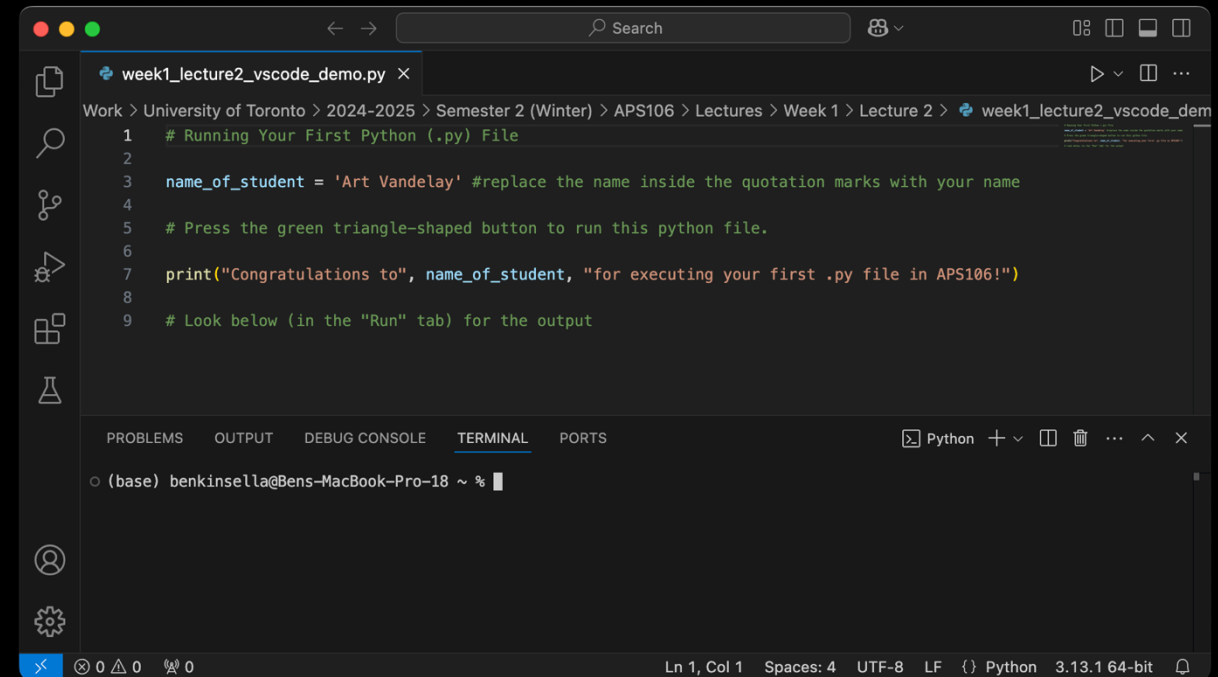 Search
week1_lecture2_vscode_demo.py
Work > University of Toronto > 2024-2025 > Semester 2 (Winter) > APS106 > Lectures > Week 1 > Lecture 2 > week1_lecture2_vscode_dem
1 # Running Your First Python (.py) File
2
3 name_of_student = 'Art Vandelay' #replace the name inside the quotation marks with your name
4
5 # Press the green triangle-shaped button to run this python file.
6
7 print("Congratulations to", name_of_student, "for executing your first .py file in APS106!")
8
9 # Look below (in the "Run" tab) for the output
PROBLEMS OUTPUT DEBUG CONSOLE TERMINAL PORTS Python
(base) benkinsella@Bens-MacBook-Pro-18 ~ %
0 0 0 Ln 1, Col 1 Spaces: 4 UTF-8 LF {} Python 3.13.1 64-bit